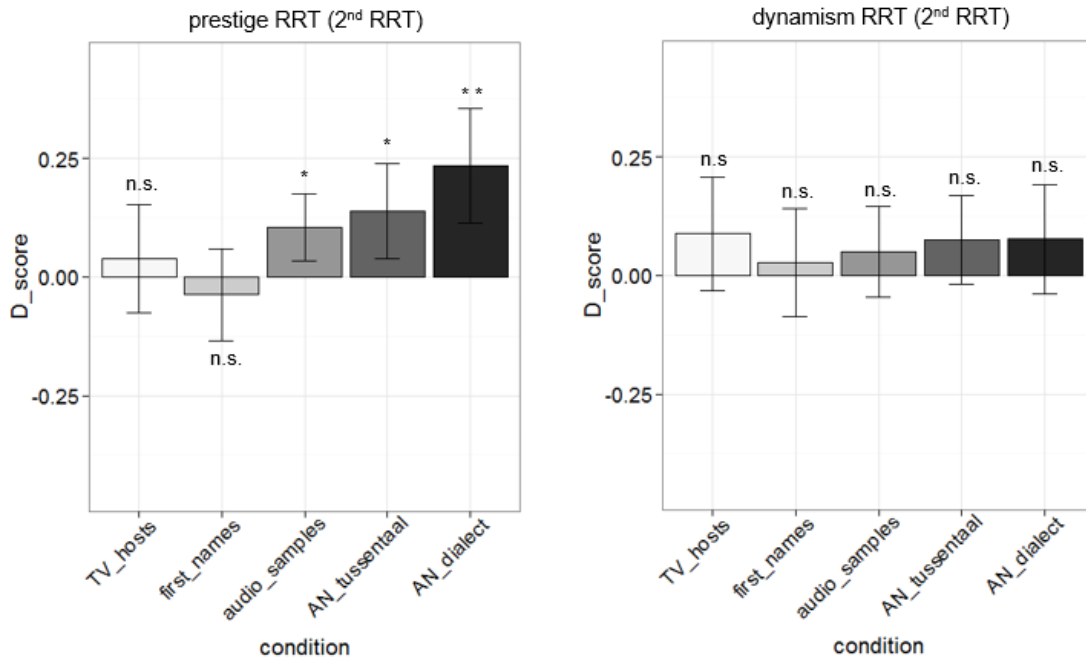 prestige RRT (2nd RRT)
D_score
0.25
0.00
-0.25
n.s.
n.s.
*
*
* *
TV_hosts
first_names
audio_samples
AN_tussentaal
AN_dialect
condition
dynamism RRT (2nd RRT)
D_score
0.25
0.00
-0.25
n.s
n.s.
n.s.
n.s.
n.s.
TV_hosts
first_names
audio_samples
AN_tussentaal
AN_dialect
condition